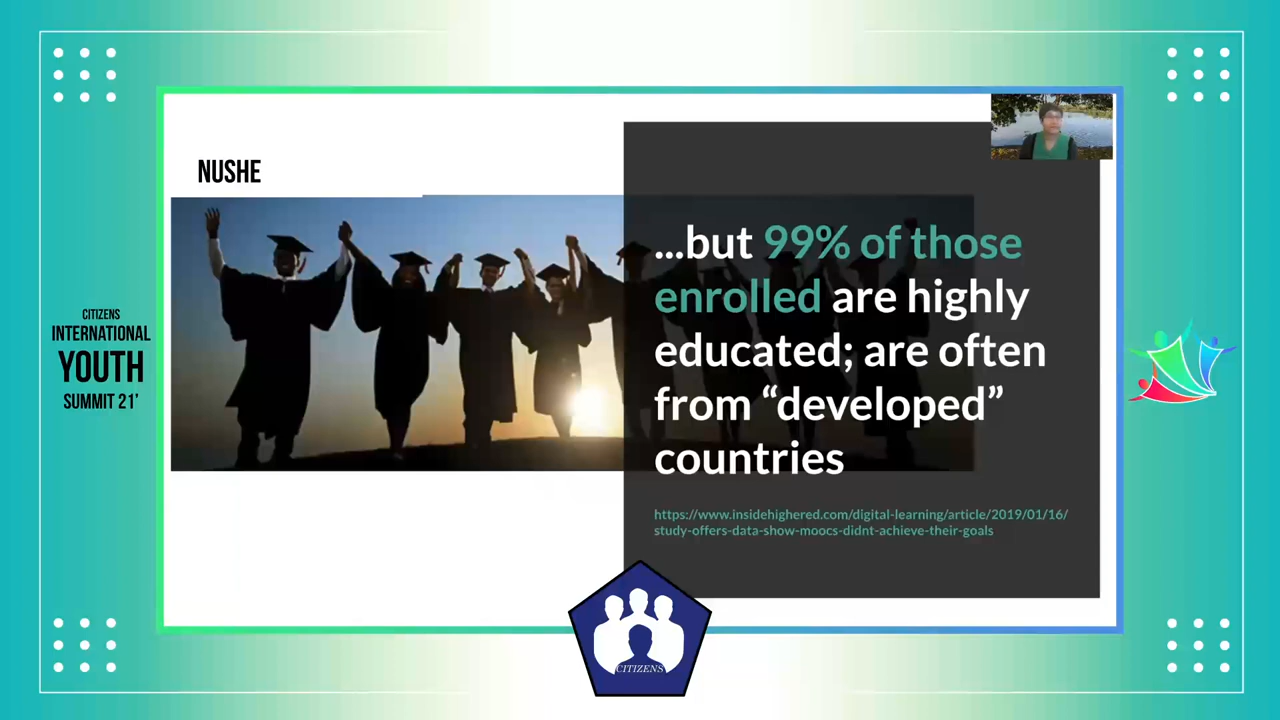 NUSHE
...but 99% of those
enrolled are highly
educated; are often
from “developed”
countries
https://www.insidehighered.com/digital-learning/article/2019/01/16/
study-offers-data-show-moocs-didnt-achieve-their-goals
CITIZENS
INTERNATIONAL
YOUTH
SUMMIT 21’
CITIZENS